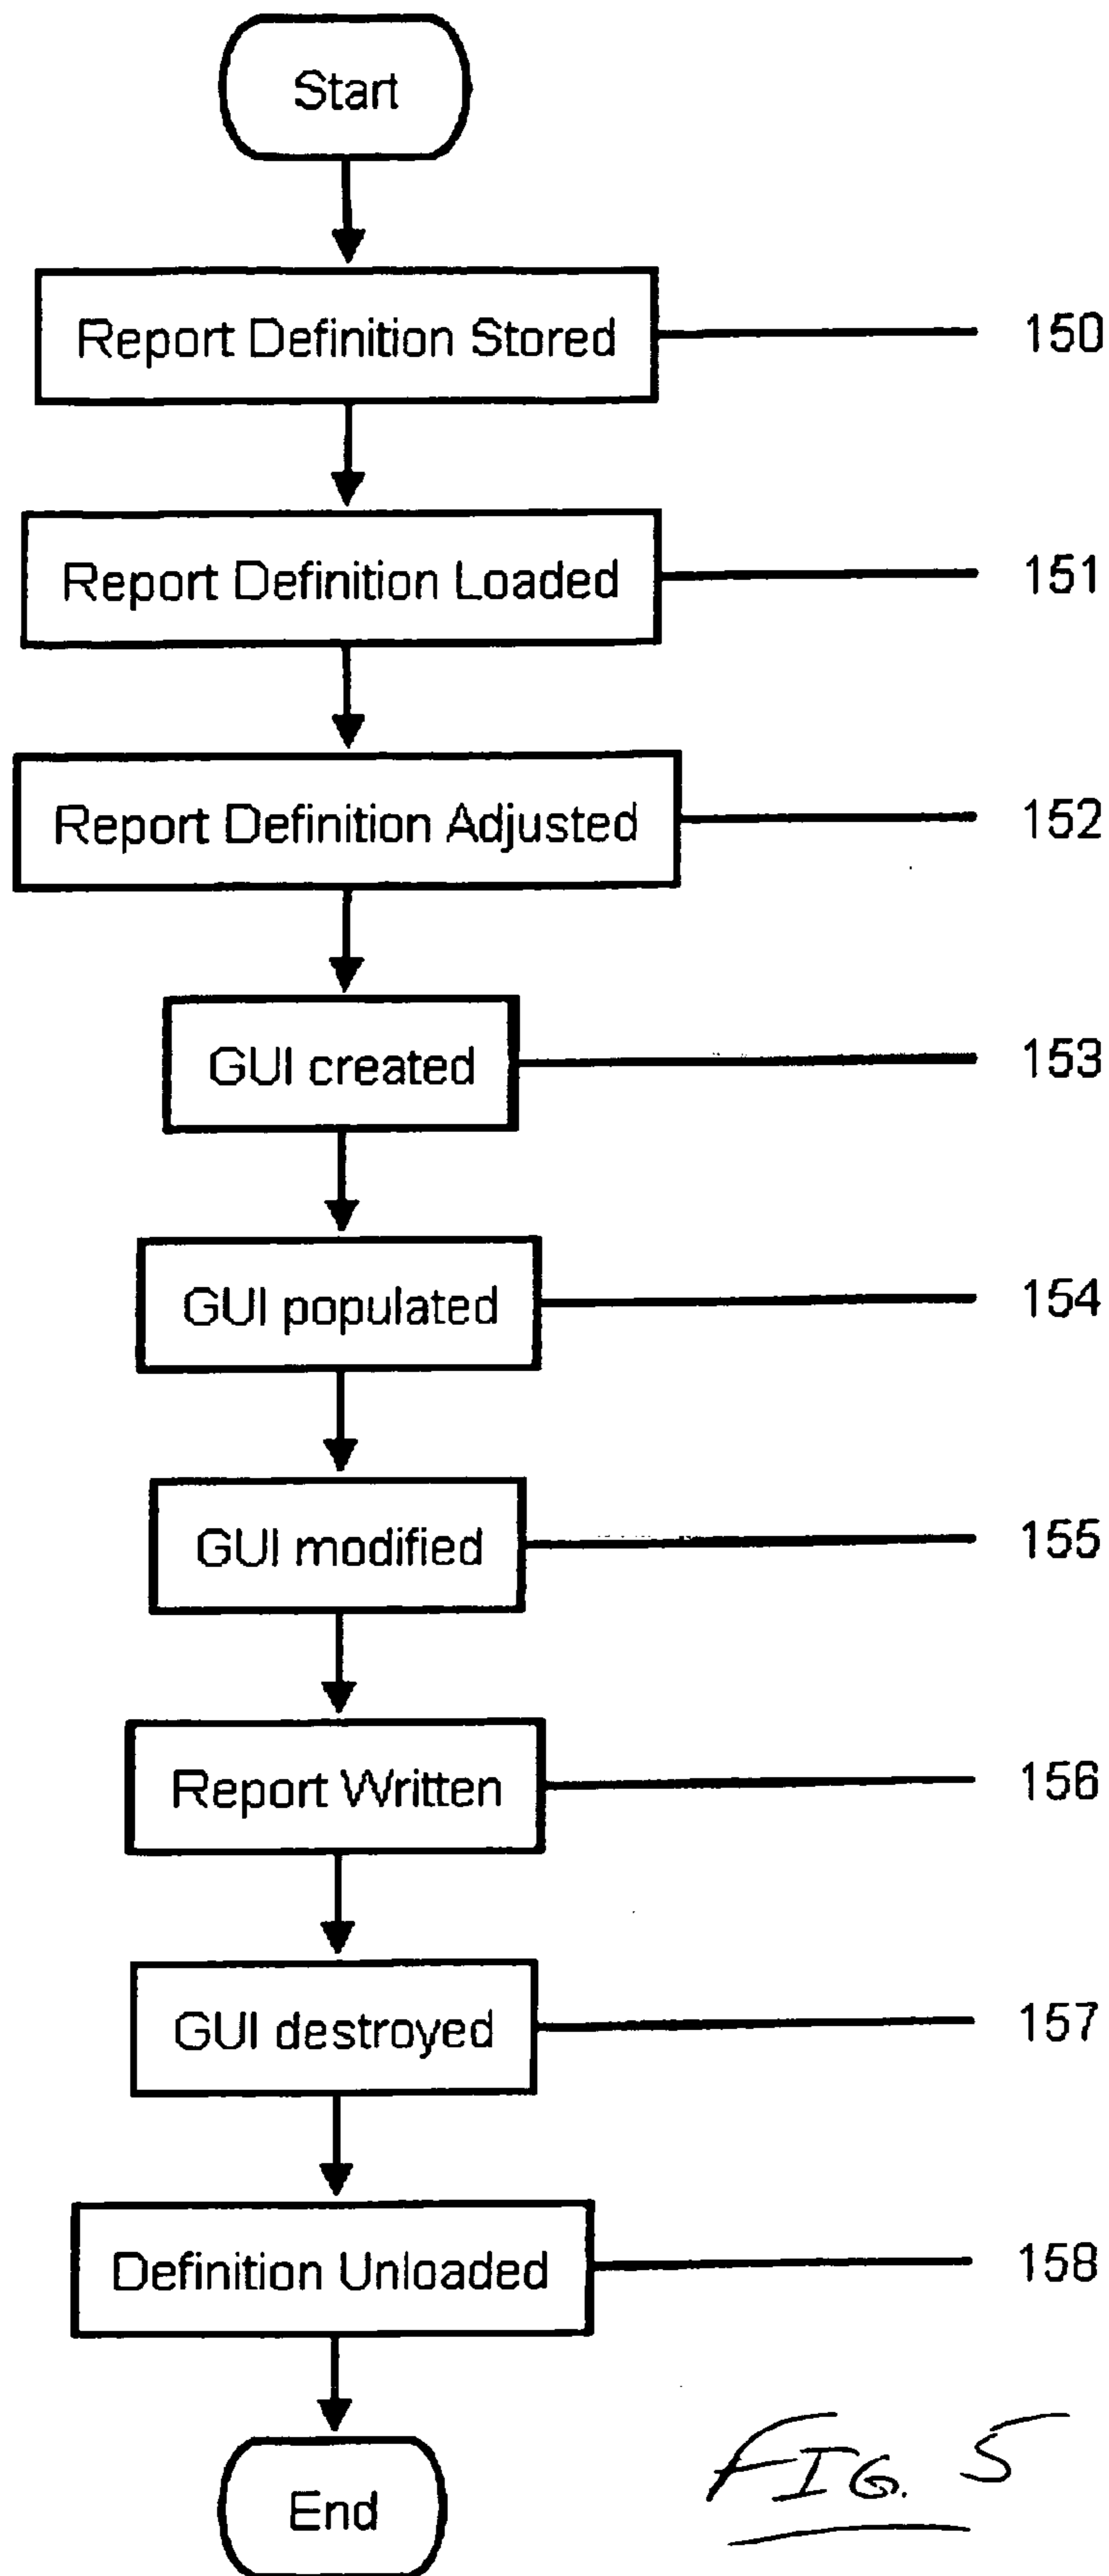 Start
Report Definition Stored 150
Report Definition Loaded 151
Report Definition Adjusted 152
GUI created 153
GUI populated 154
GUI modified 155
Report Written 156
GUI destroyed 157
Definition Unloaded 158
End
FIG. 5